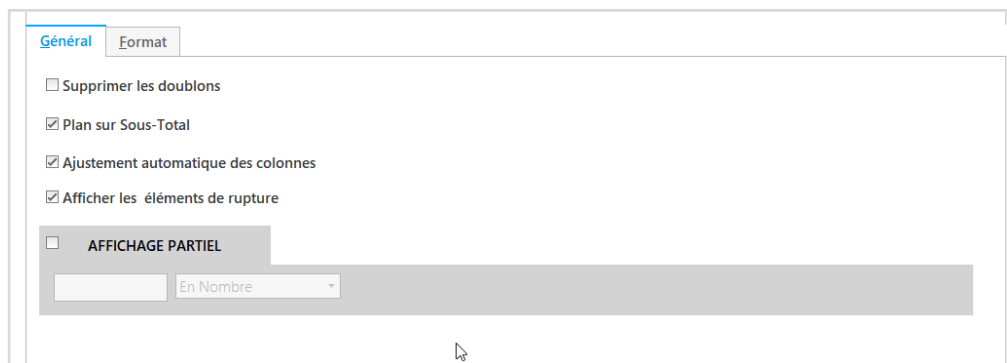 Général Format
Supprimer les doublons
Plan sur Sous-Total
Ajustement automatique des colonnes
Afficher les éléments de rupture
AFFICHAGE PARTIEL
En Nombre